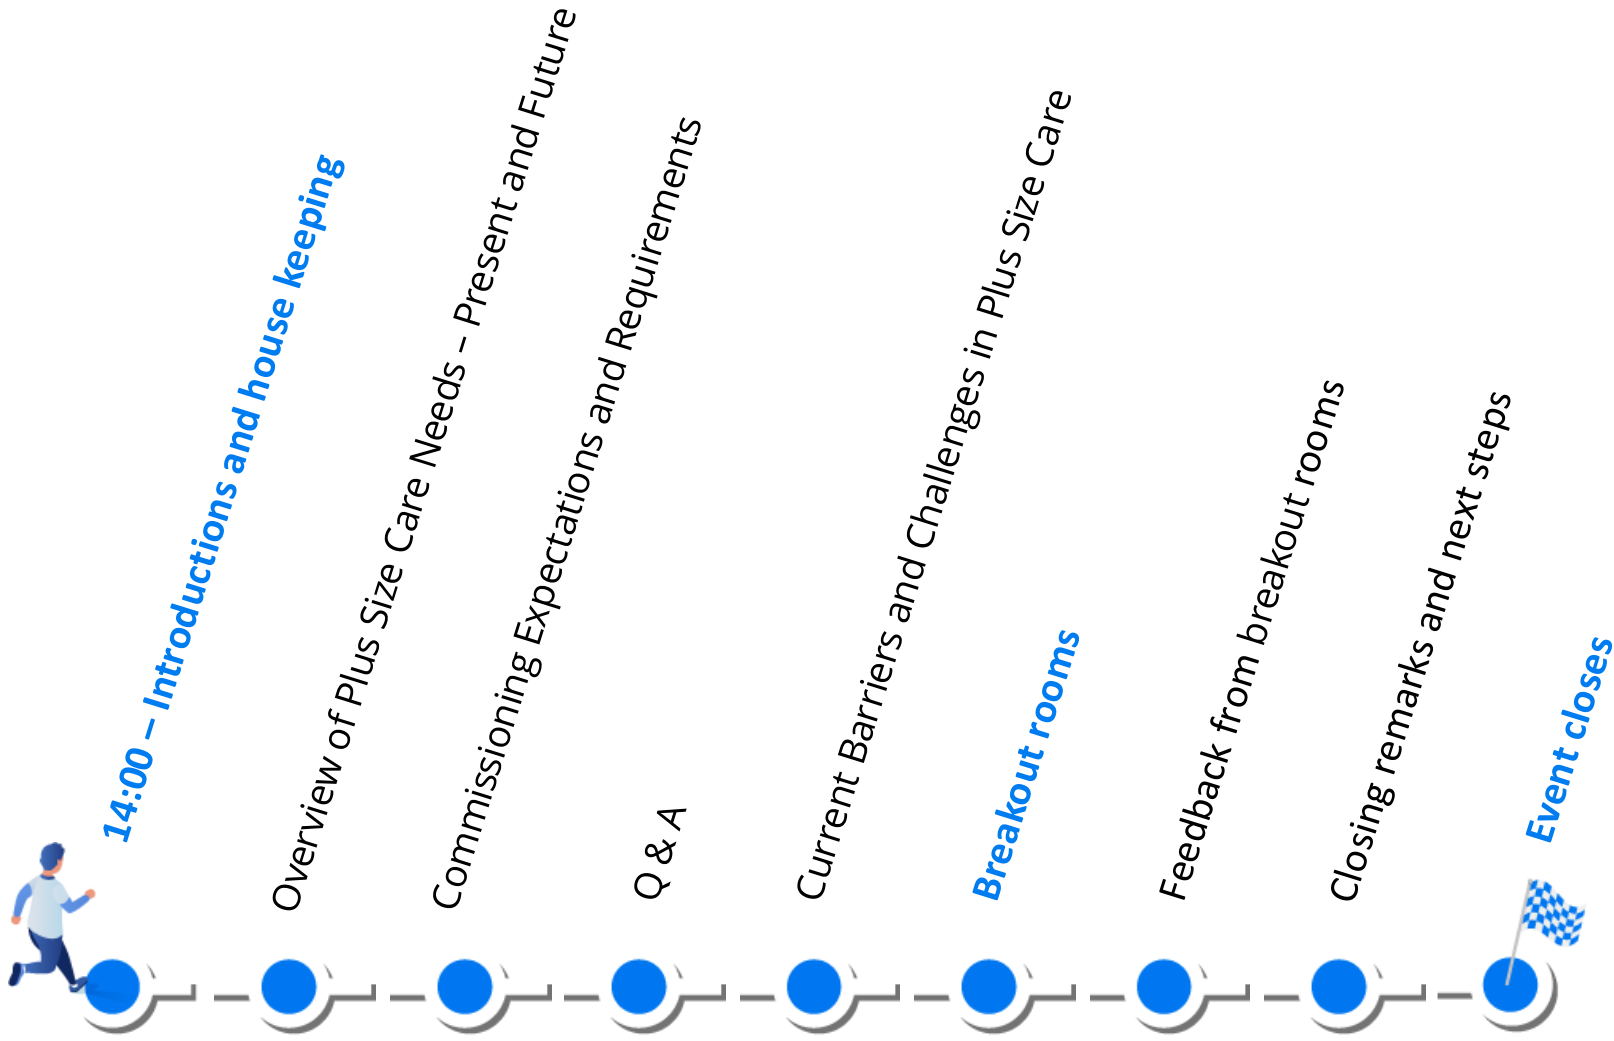 14:00 – Introductions and house keeping
Overview of Plus Size Care Needs – Present and Future
Commissioning Expectations and Requirements
Q & A
Current Barriers and Challenges in Plus Size Care
Breakout rooms
Feedback from breakout rooms
Closing remarks and next steps
Event closes